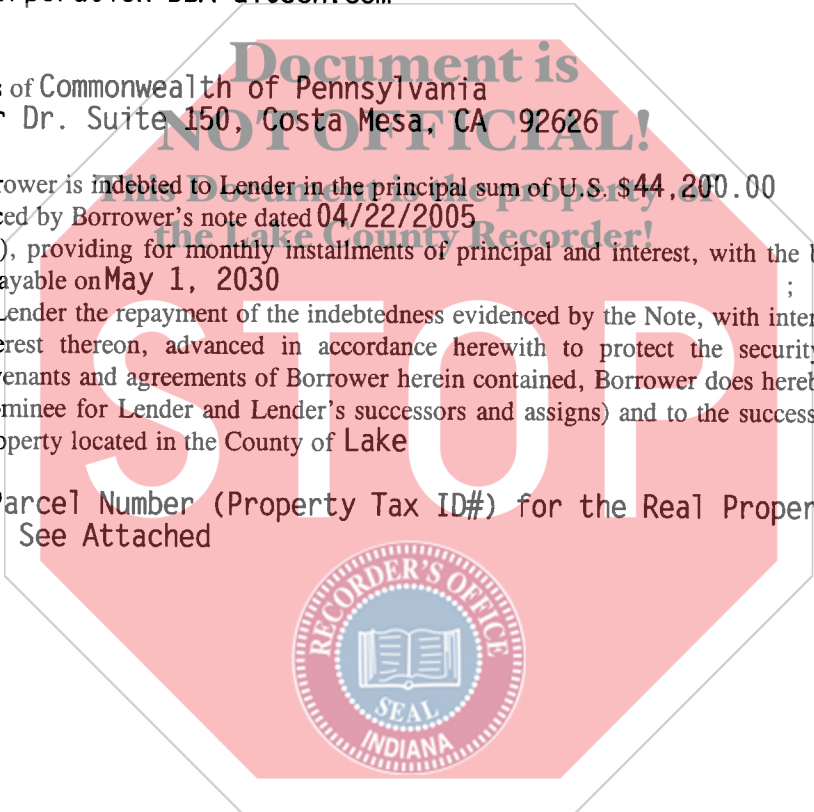 DBA
Document is
of Commonwealth of Pennsylvania
NOT OFFICIAL!
Dr. Suite 150, Costa Mesa, CA 92626
This Document is the property of
rower is indebted to Lender in the principal sum of U.S. $44,200.00
ced by Borrower's note dated 04/22/2005
the Lake County Recorder!
), providing for monthly installments of principal and interest, with the
ayable on May 1, 2030 ;
Lender the repayment of the indebtedness evidenced by the Note, with inter
erest thereon, advanced in accordance herewith to protect the security
venants and agreements of Borrower herein contained, Borrower does hereb
minee for Lender and Lender's successors and assigns) and to the success
operty located in the County of Lake
STOP
Parcel Number (Property Tax ID#) for the Real Proper
See Attached
RECORDER'S OFFICE
SEAL
INDIANA